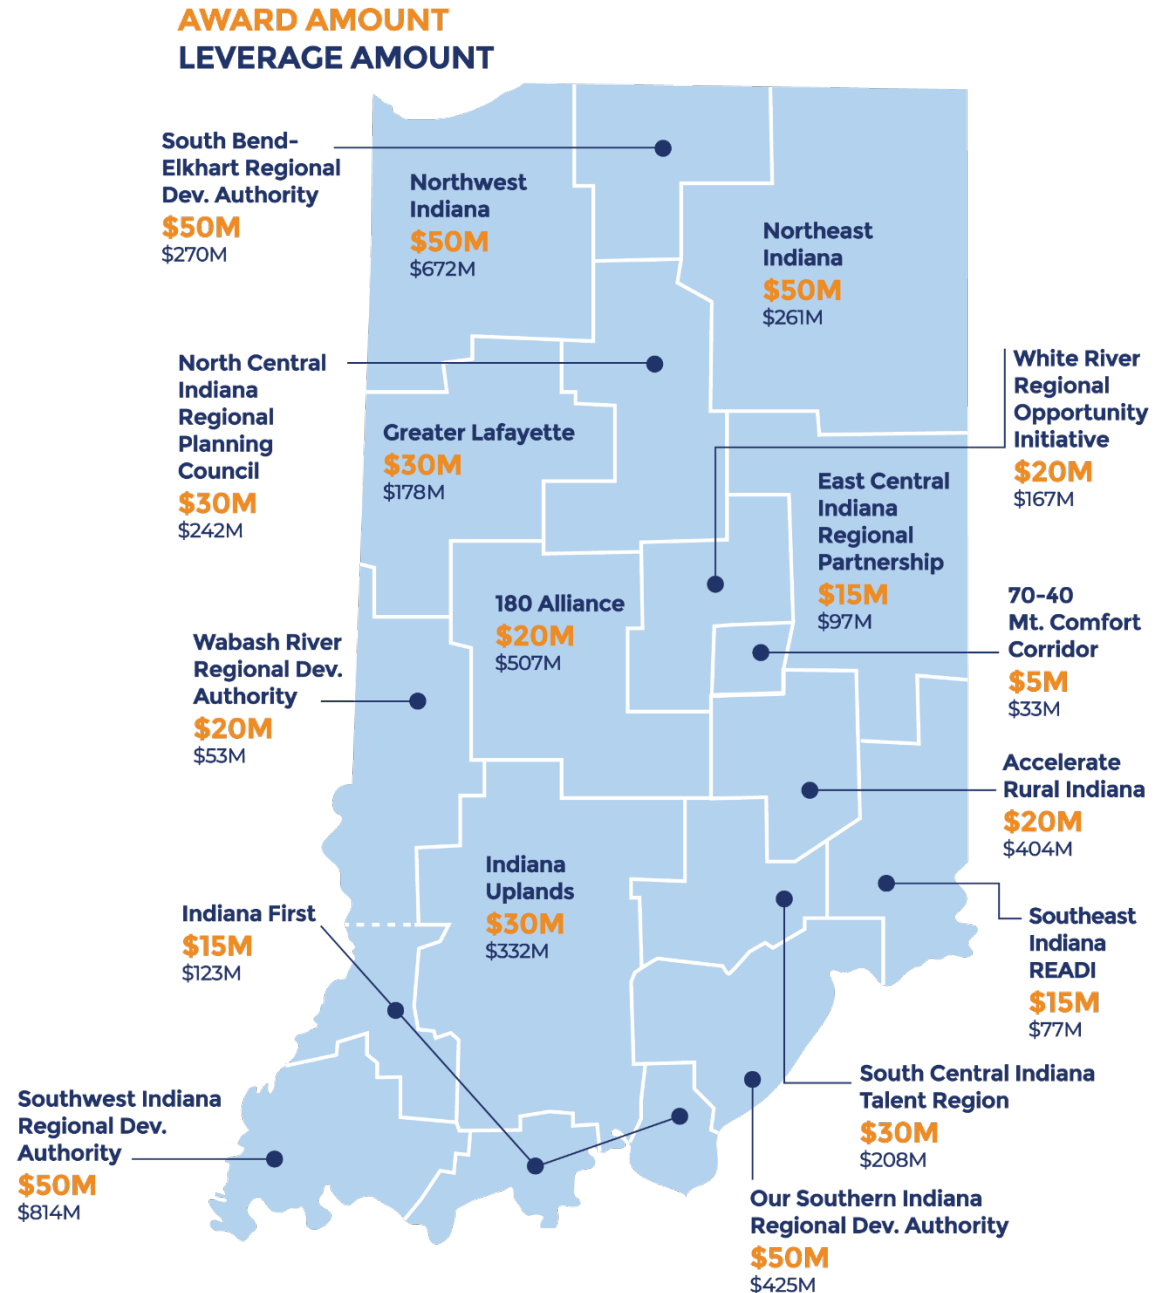 AWARD AMOUNT
LEVERAGE AMOUNT
South Bend-
Elkhart Regional
Dev. Authority
$50M
$270M
Northwest
Indiana
$50M
$672M
Northeast
Indiana
$50M
$261M
North Central
Indiana
Regional
Planning
Council
$30M
$242M
Greater Lafayette
$30M
$178M
White River
Regional
Opportunity
Initiative
$20M
$167M
East Central
Indiana
Regional
Partnership
$15M
$97M
180 Alliance
$20M
$507M
70-40
Mt. Comfort
Corridor
$5M
$33M
Wabash River
Regional Dev.
Authority
$20M
$53M
Accelerate
Rural Indiana
$20M
$404M
Indiana
Uplands
$30M
$332M
Indiana First
$15M
$123M
Southeast
Indiana
READI
$15M
$77M
South Central Indiana
Talent Region
$30M
$208M
Southwest Indiana
Regional Dev.
Authority
$50M
$814M
Our Southern Indiana
Regional Dev. Authority
$50M
$425M